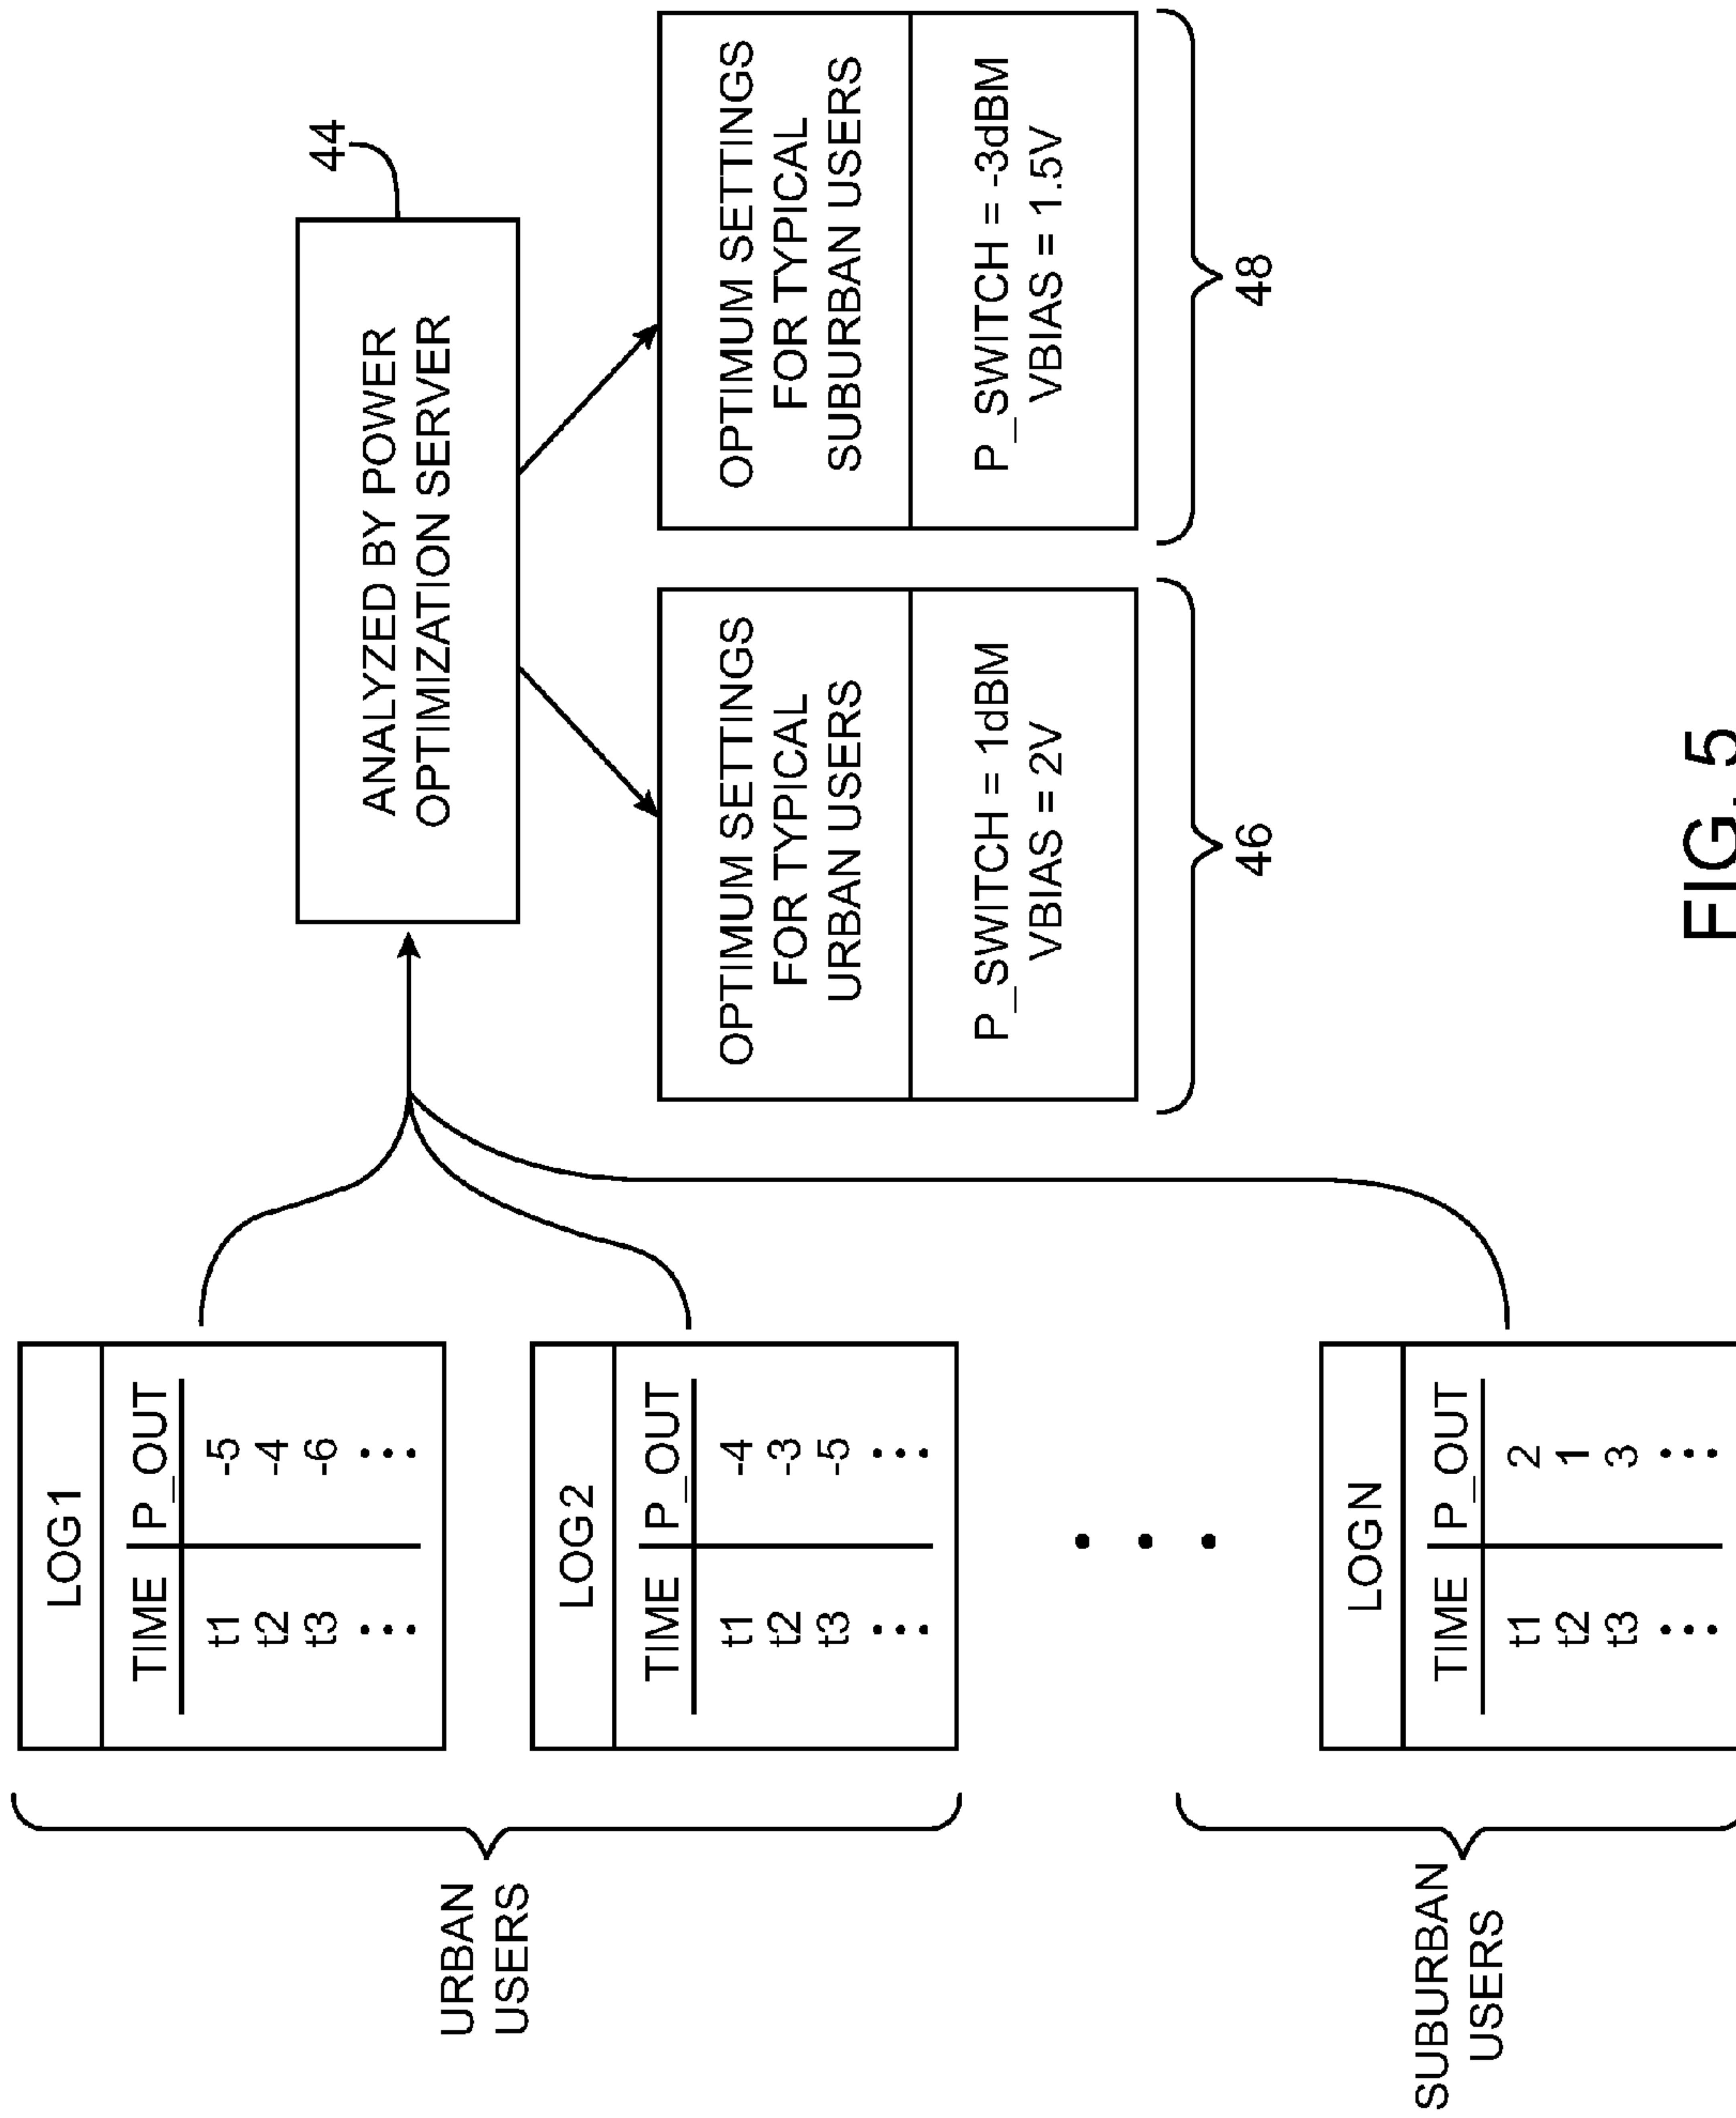 URBAN
USERS
LOG1
TIME P_OUT
t1 -5
t2 -4
t3 -6
LOG2
TIME P_OUT
t1 -4
t2 -3
t3 -5
SUBURBAN
USERS
LOG N
TIME P_OUT
t1 2
t2 1
t3 3
ANALYZED BY POWER
OPTIMIZATION SERVER
44
OPTIMUM SETTINGS
FOR TYPICAL
URBAN USERS
P_SWITCH = 1dBM
VBIAS = 2V
46
OPTIMUM SETTINGS
FOR TYPICAL
SUBURBAN USERS
P_SWITCH = -3dBM
VBIAS = 1.5V
48
FIG. 5